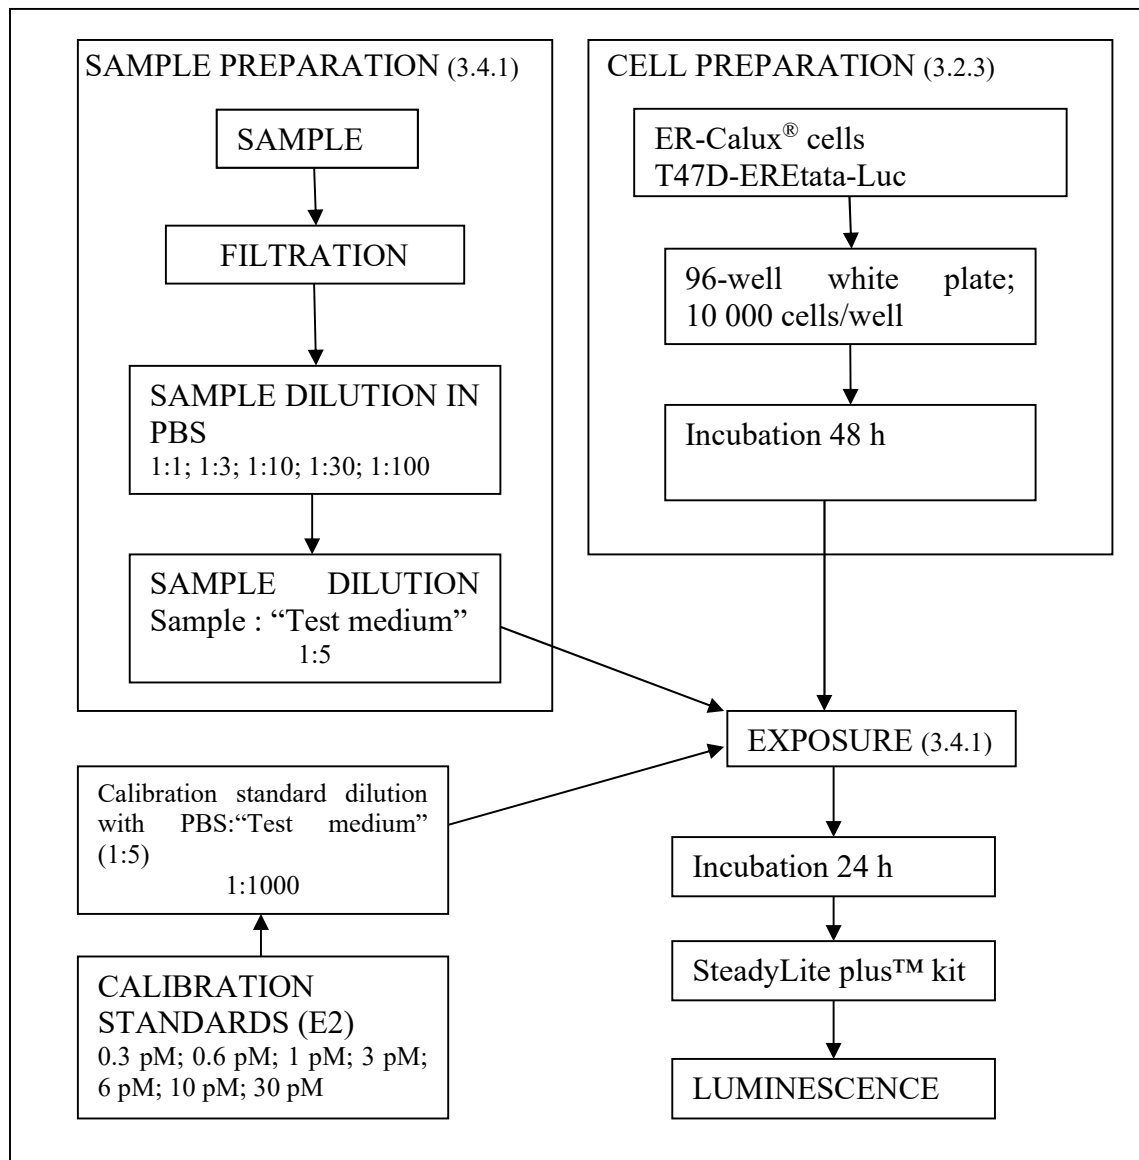 SAMPLE PREPARATION (3.4.1)
SAMPLE
FILTRATION
SAMPLE DILUTION IN
PBS
1:1; 1:3; 1:10; 1:30; 1:100
SAMPLE DILUTION
Sample : “Test medium”
1:5
CELL PREPARATION (3.2.3)
ER-Calux® cells
T47D-EREtata-Luc
96-well white plate;
10 000 cells/well
Incubation 48 h
Calibration standard dilution
with PBS:“Test medium”
(1:5)
1:1000
CALIBRATION
STANDARDS (E2)
0.3 pM; 0.6 pM; 1 pM; 3 pM;
6 pM; 10 pM; 30 pM
EXPOSURE (3.4.1)
Incubation 24 h
SteadyLite plus™ kit
LUMINESCENCE